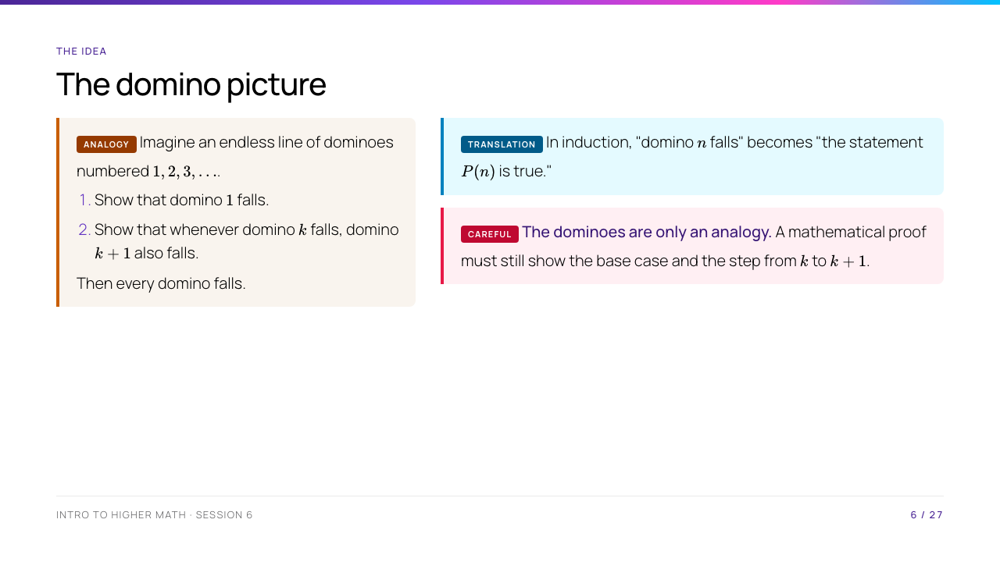 THE IDEA
The domino picture
ANALOGY Imagine an endless line of dominoes
numbered 1, 2, 3, . . ..
1. Show that domino 1 falls.
2. Show that whenever domino k falls, domino
k + 1 also falls.
Then every domino falls.
TRANSLATION In induction, "domino n falls" becomes "the statement
P(n) is true."
CAREFUL The dominoes are only an analogy. A mathematical proof
must still show the base case and the step from k to k + 1.
INTRO TO HIGHER MATH · SESSION 6
6 / 27